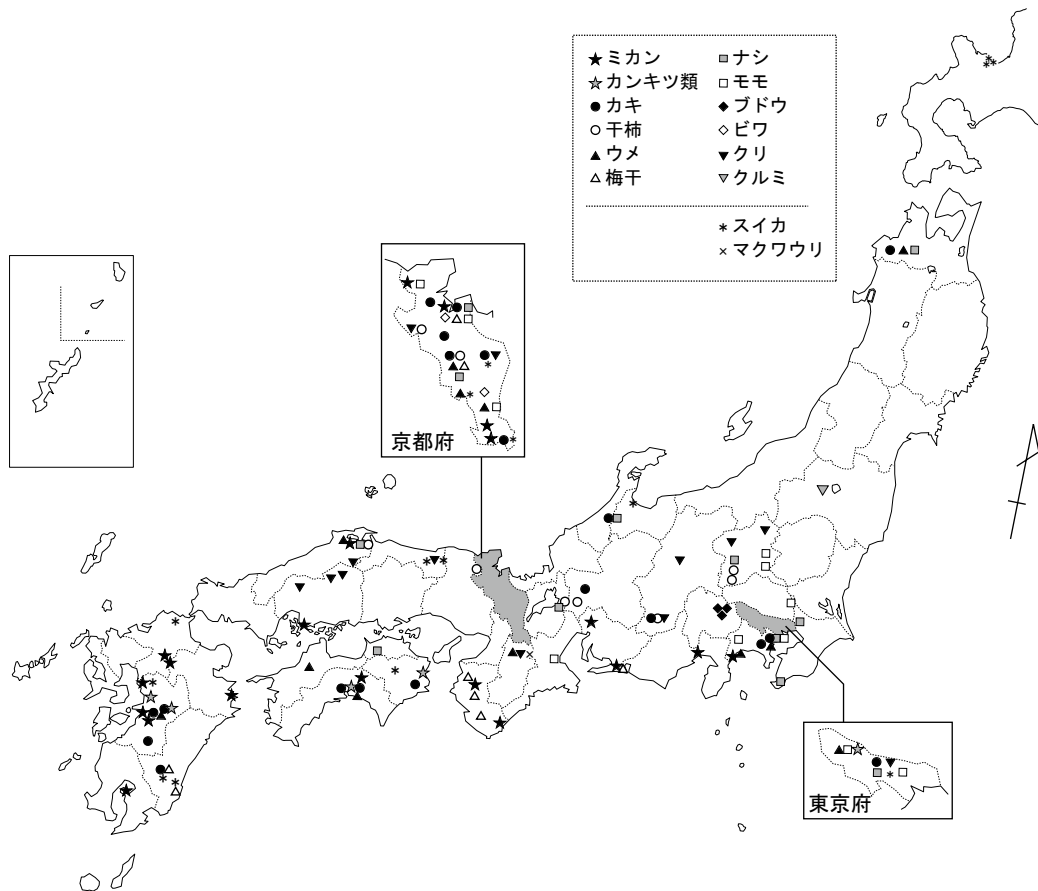 ミカン
カンキツ類
カキ
干柿
ウメ
梅干
ナシ
モモ
ブドウ
ビワ
クリ
クルミ
スイカ
マクワウリ
京都府
東京府